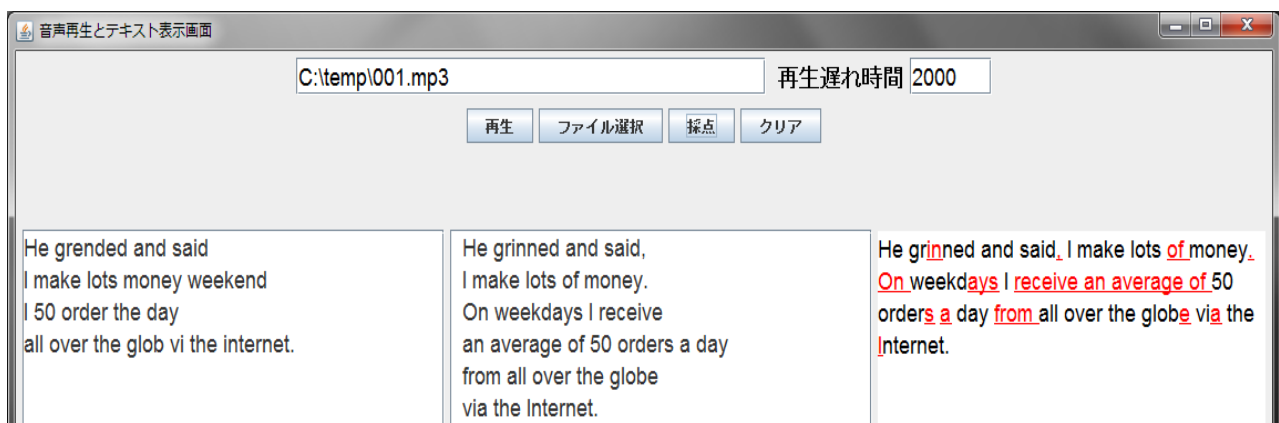 音声再生とテキスト表示画面
C:\temp\001.mp3 再生遅れ時間 2000
再生 ファイル選択 採点 クリア
He grended and said
I make lots money weekend
I 50 order the day
all over the glob vi the internet.
He grinned and said,
I make lots of money.
On weekdays I receive
an average of 50 orders a day
from all over the globe
via the Internet.
He grinned and said, I make lots of money.
On weekdays I receive an average of 50
orders a day from all over the globe via the
Internet.